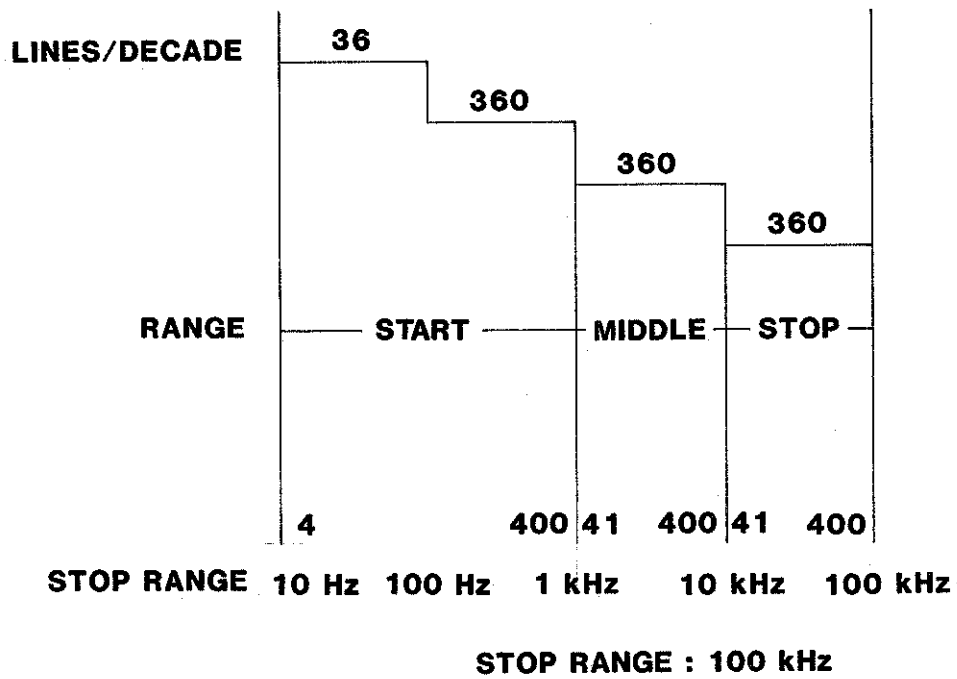 LINES/DECADE
36
360
360
360
RANGE
START
MIDDLE
STOP
4
400 41
400 41
400
STOP RANGE 10 Hz 100 Hz 1 kHz 10 kHz 100 kHz
STOP RANGE : 100 kHz